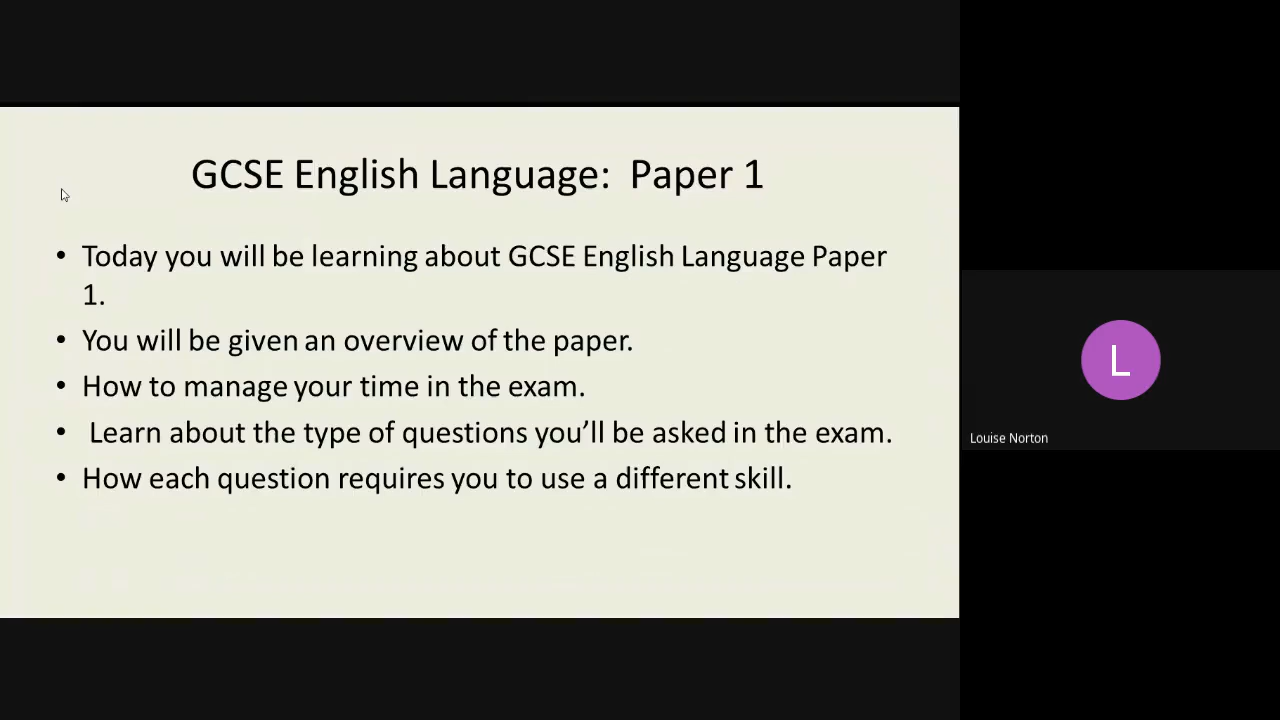 GCSE English Language:  Paper 1
• Today you will be learning about GCSE English Language Paper
1.
• You will be given an overview of the paper.
• How to manage your time in the exam.
•  Learn about the type of questions you’ll be asked in the exam.
• How each question requires you to use a different skill.
L
Louise Norton